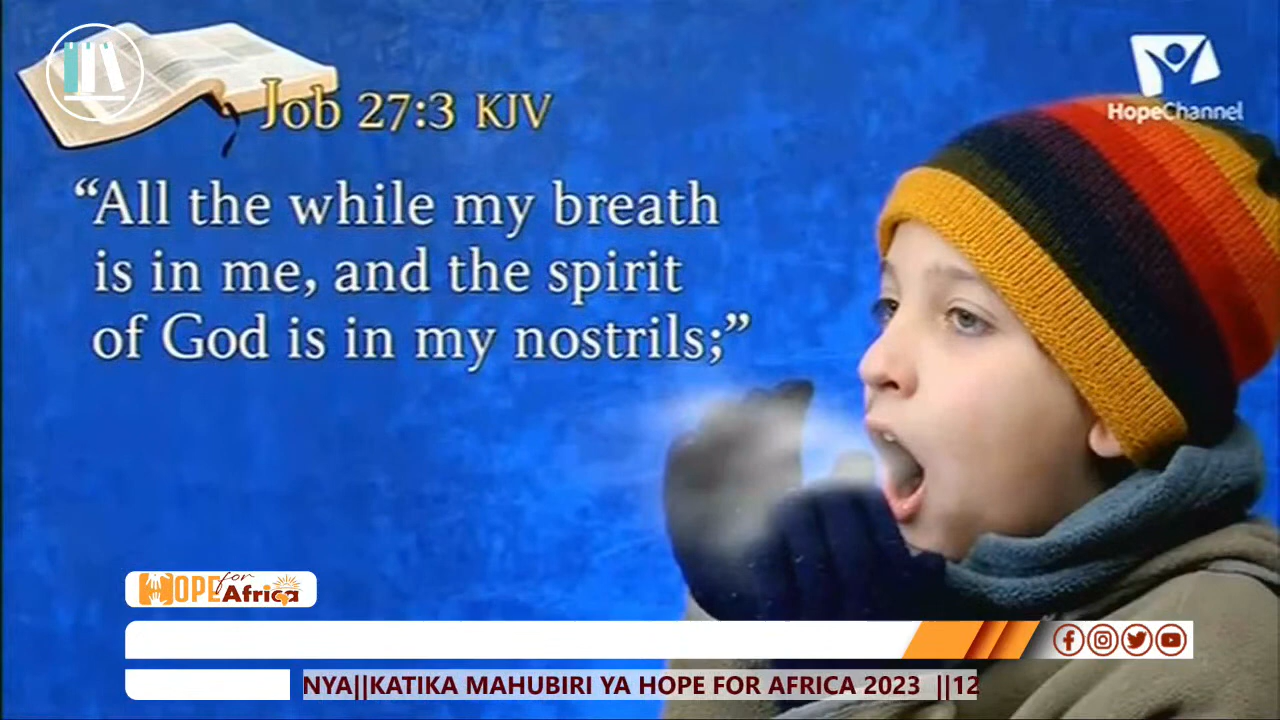 Job 27:3 KJV
HopeChannel
“All the while my breath
is in me, and the spirit
of God is in my nostrils;”
HOPE for Africa
NYA||KATIKA MAHUBIRI YA HOPE FOR AFRICA 2023 ||12